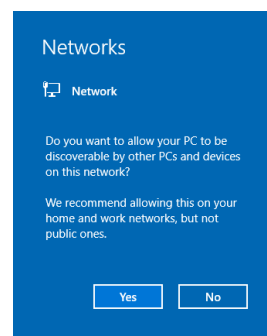 Networks
Network
Do you want to allow your PC to be
discoverable by other PCs and devices
on this network?
We recommend allowing this on your
home and work networks, but not
public ones.
Yes
No